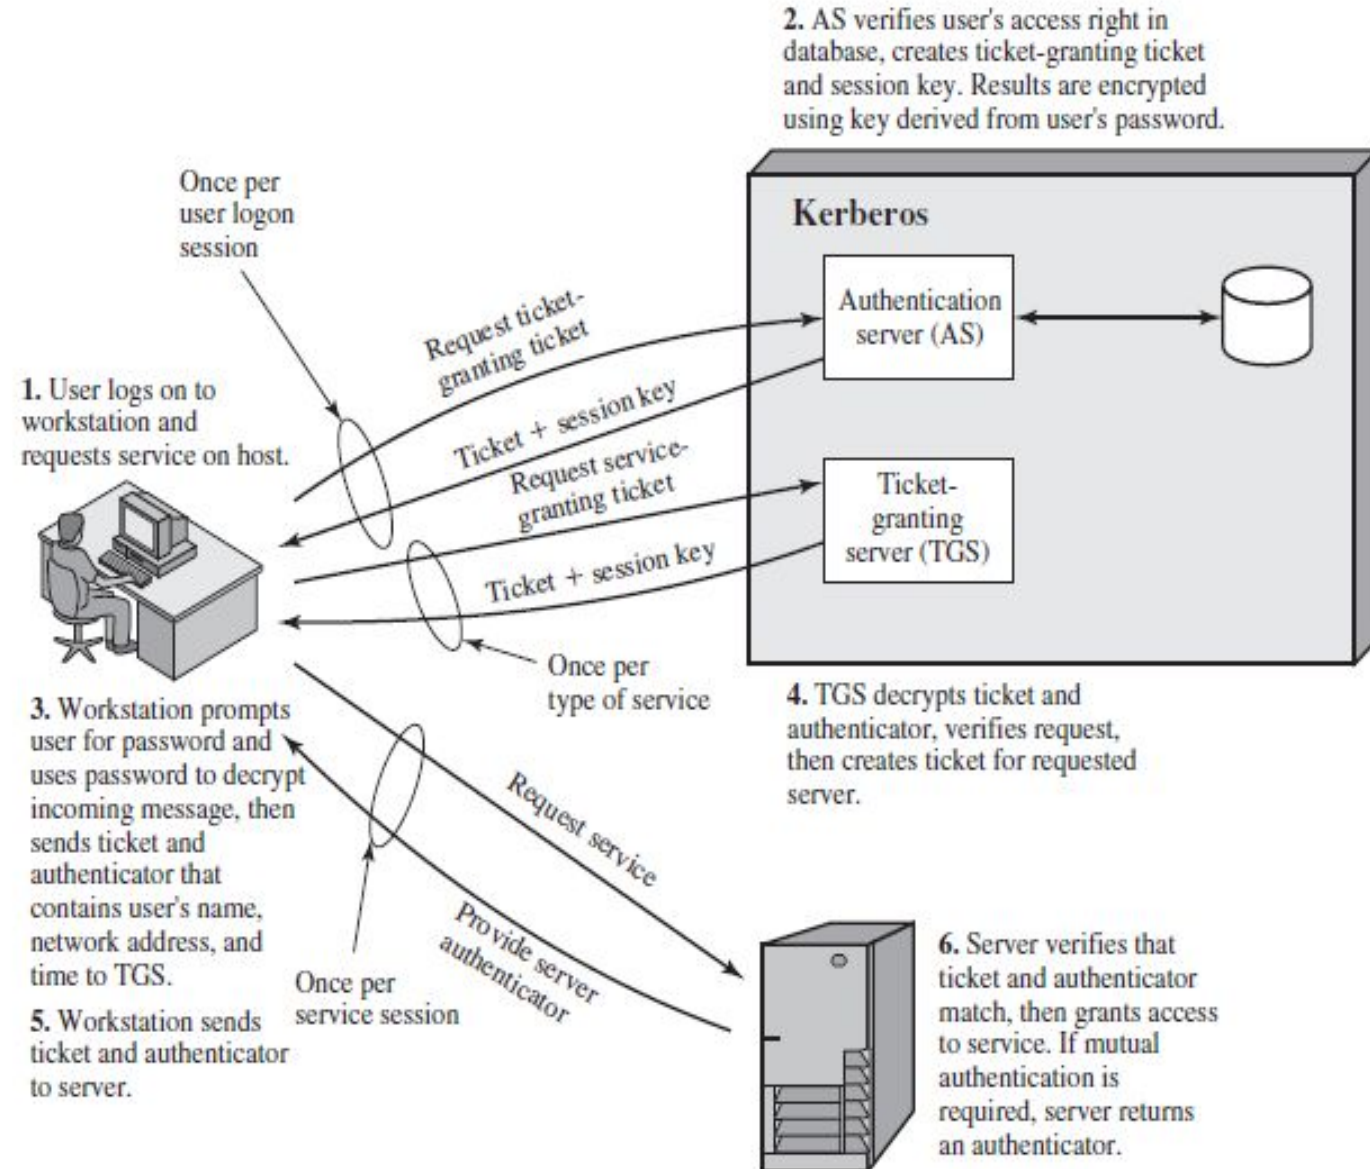 2. AS verifies user's access right in
database, creates ticket-granting ticket
and session key. Results are encrypted
using key derived from user's password.
Once per
user logon
session
Kerberos
Authentication
server (AS)
Request ticket-
granting ticket
1. User logs on to
workstation and
requests service on host.
Ticket + session key
Request service-
granting ticket
Ticket-
granting
server (TGS)
Ticket + session key
Once per
type of service
3. Workstation prompts
user for password and
uses password to decrypt
incoming message, then
sends ticket and
authenticator that
contains user's name,
network address, and
time to TGS.
4. TGS decrypts ticket and
authenticator, verifies request,
then creates ticket for requested
server.
Request service
Provide server
authenticator
Once per
service session
5. Workstation sends
ticket and authenticator
to server.
6. Server verifies that
ticket and authenticator
match, then grants access
to service. If mutual
authentication is
required, server returns
an authenticator.